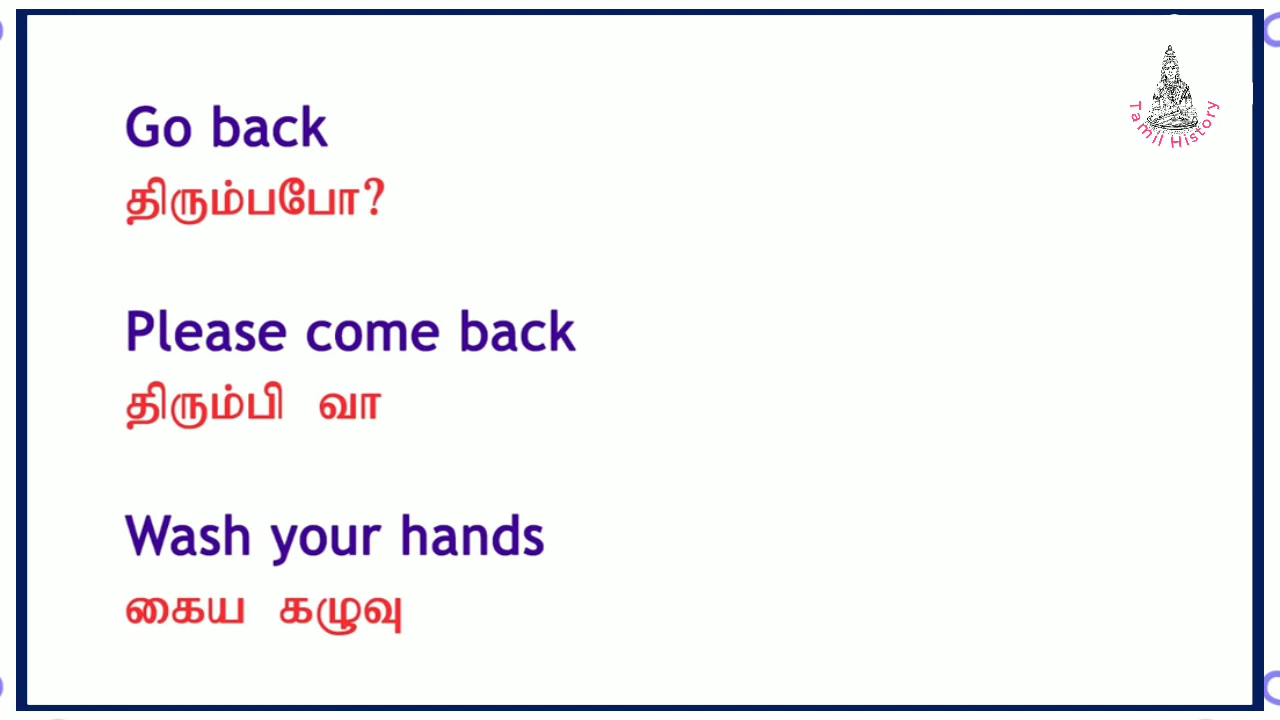 Tamil History
Go back
திரும்பபோ?
Please come back
திரும்பி வா
Wash your hands
கைய கழுவு